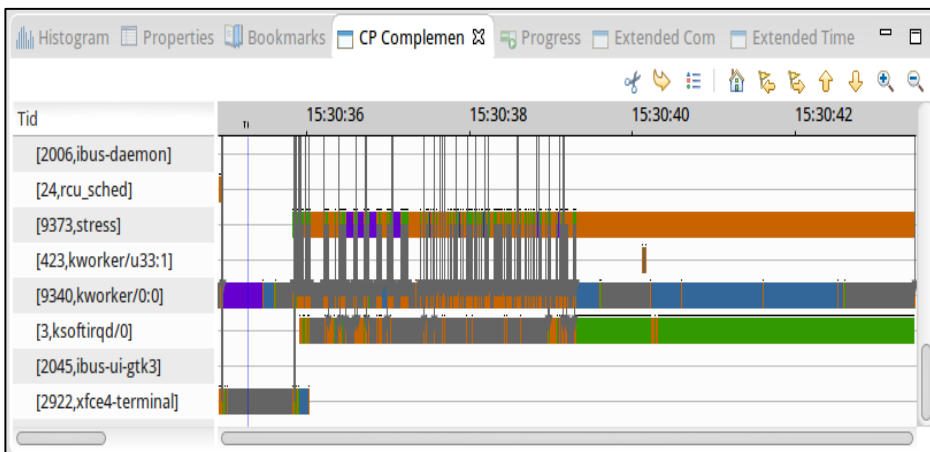 Histogram Properties Bookmarks CP Complemen Progress Extended Com Extended Time
Tid
15:30:36 15:30:38 15:30:40 15:30:42
[2006,ibus-daemon]
[24,rcu_sched]
[9373,stress]
[423,kworker/u33:1]
[9340,kworker/0:0]
[3,ksoftirqd/0]
[2045,ibus-ui-gtk3]
[2922,xfce4-terminal]